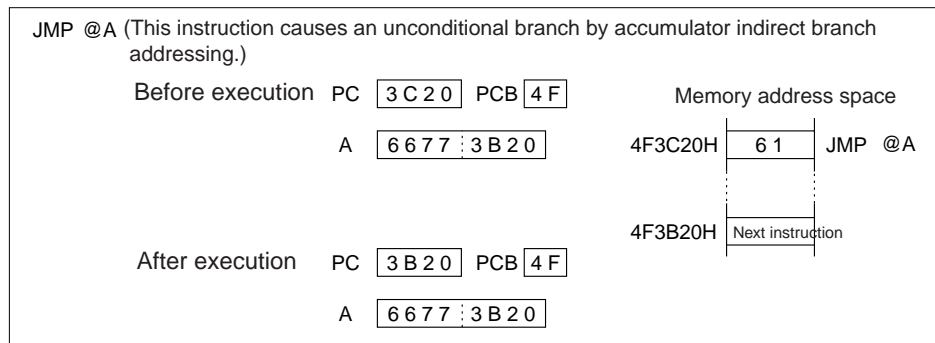 JMP @A (This instruction causes an unconditional branch by accumulator indirect branch
addressing.)
Before execution PC 3C20 PCB 4F Memory address space
A 6677 3B20 4F3C20H 61 JMP @A
4F3B20H Next instruction
After execution PC 3B20 PCB 4F
A 6677 3B20